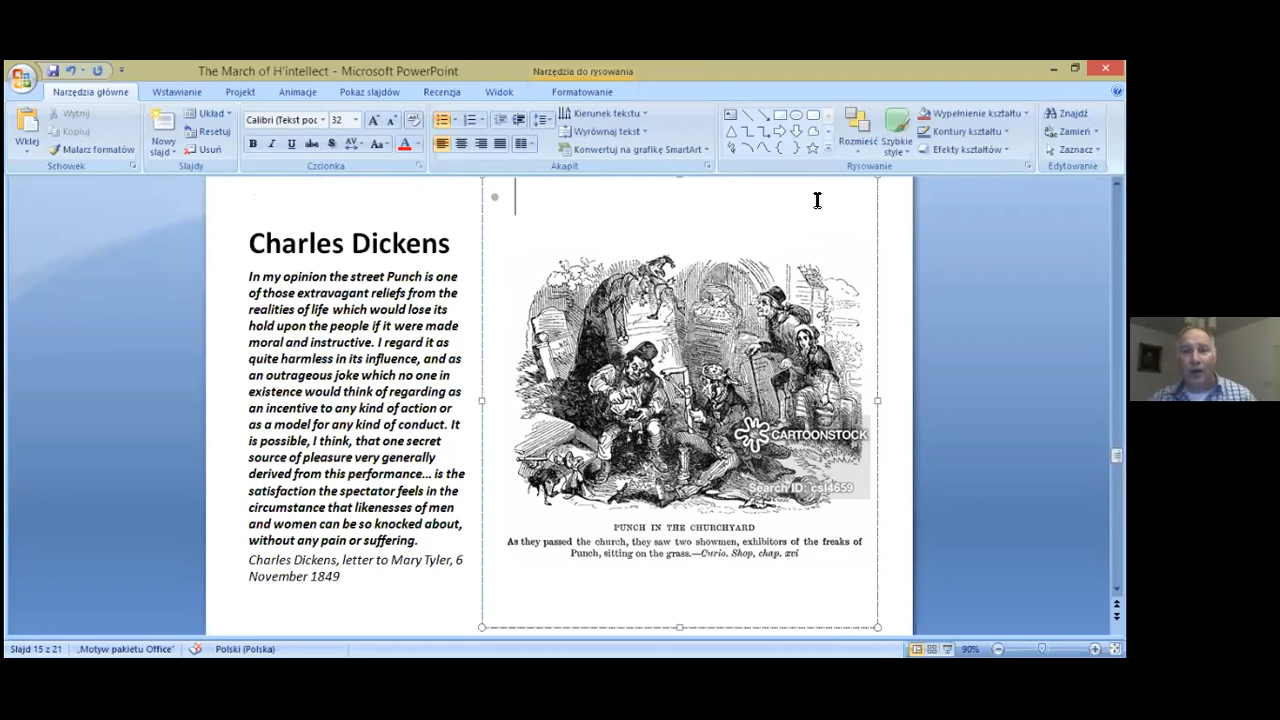 The March of H'intellect - Microsoft PowerPoint
Narzędzia do rysowania
Narzędzia główne
Wstawianie
Projekt
Animacje
Pokaz slajdów
Recenzja
Widok
Formatowanie
Wklej
Wytnij
Kopiuj
Malarz formatów
Schowek
Nowy
slajd
Układ
Resetuj
Usuń
Slajdy
Calibri (Tekst poc
32
B I U abc S AV Aa A
Czcionka
Kierunek tekstu
Wyrównaj tekst
Konwertuj na grafikę SmartArt
Akapit
Rozmieść
Szybkie
style
Wypełnienie kształtu
Kontury kształtu
Efekty kształtów
Rysowanie
Znajdź
Zamień
Zaznacz
Edytowanie
Charles Dickens
In my opinion the street Punch is one
of those extravagant reliefs from the
realities of life which would lose its
hold upon the people if it were made
moral and instructive. I regard it as
quite harmless in its influence, and as
an outrageous joke which no one in
existence would think of regarding as
an incentive to any kind of action or
as a model for any kind of conduct. It
is possible, I think, that one secret
source of pleasure very generally
derived from this performance... is the
satisfaction the spectator feels in the
circumstance that likenesses of men
and women can be so knocked about,
without any pain or suffering.
Charles Dickens, letter to Mary Tyler, 6
November 1849
CARTOONSTOCK
Search ID: csl4659
PUNCH IN THE CHURCHYARD
As they passed the church, they saw two showmen, exhibitors of the freaks of
Punch, sitting on the grass.—Curio. Shop, chap. xvi
Slajd 15 z 21
„Motyw pakietu Office"
Polski (Polska)
90%